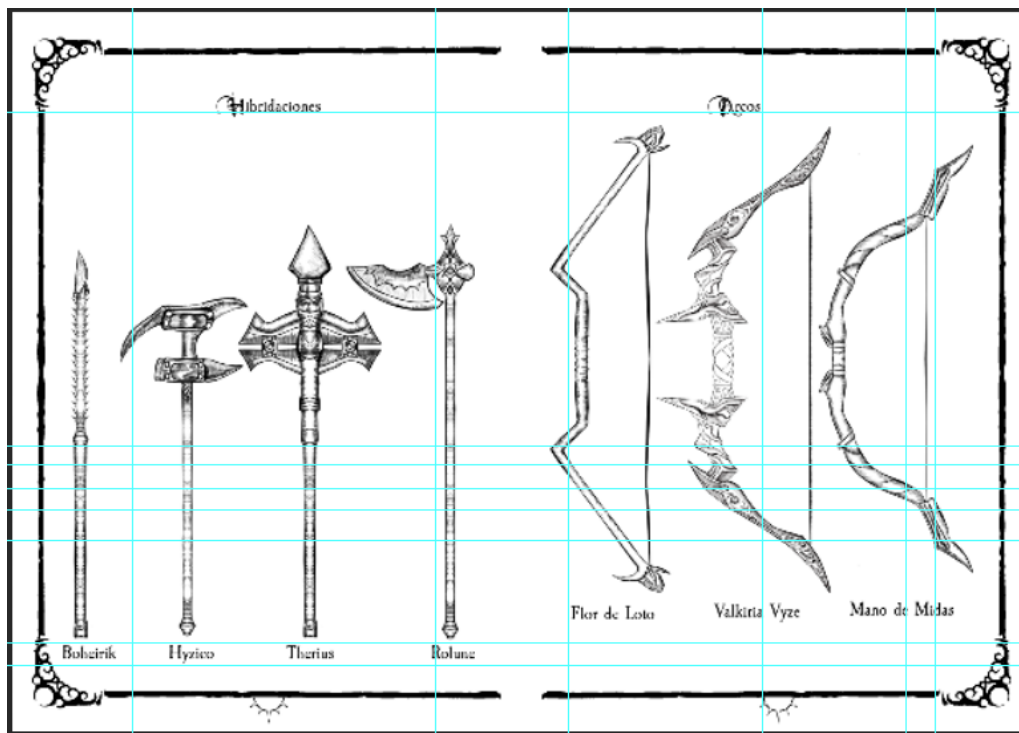 Hibridaciones
Arcos
Flor de Loto
Valkiria Vyze
Mano de Midas
Boheirik
Hyzico
Therius
Rolune